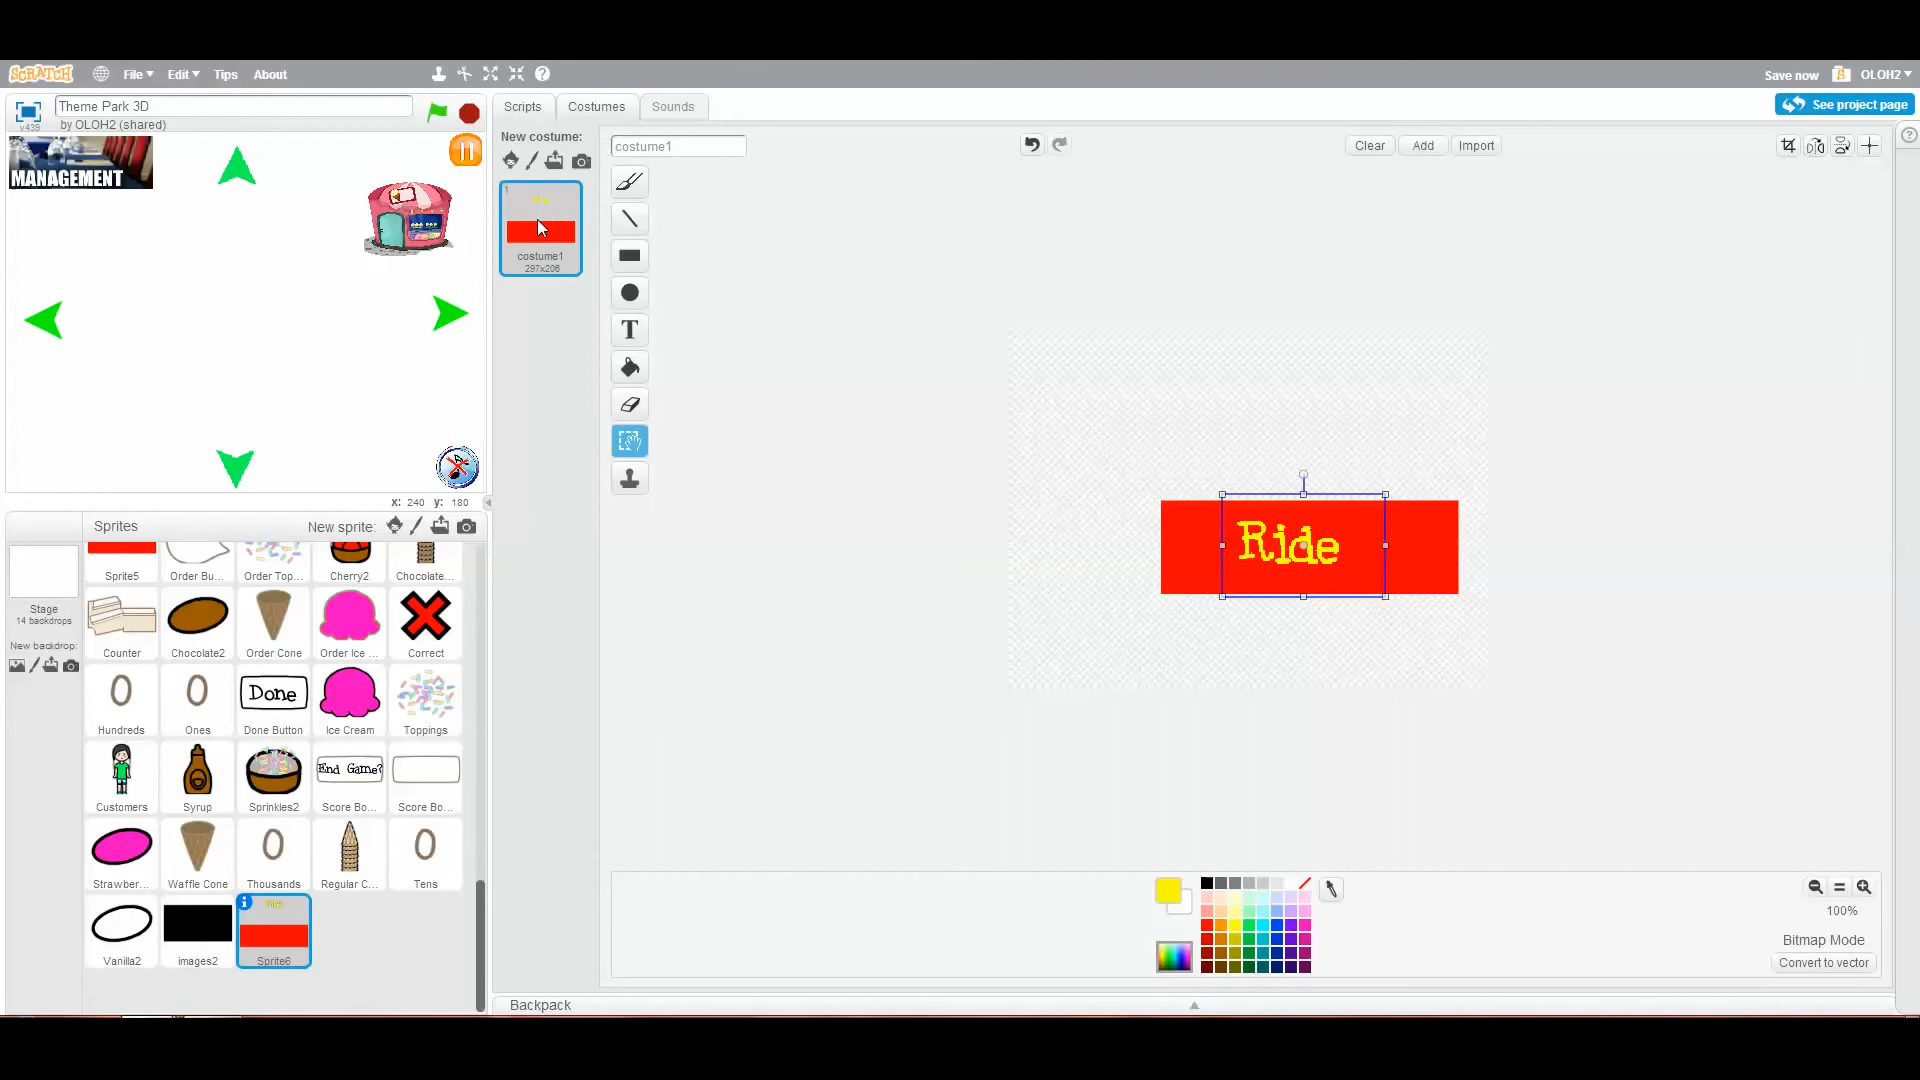 SCRATCH File Edit Tips About Save now OLOH2
Theme Park 3D
by OLOH2 (shared)
v439
Scripts Costumes Sounds
See project page
New costume:
costume1
Clear Add Import
MANAGEMENT
1
costume1
297x206
T
Ride
x: 240 y: 180
Sprites New sprite:
Stage
14 backdrops
New backdrop:
Sprite5 Order Bu... Order Top... Cherry2 Chocolate...
Counter Chocolate2 Order Cone Order Ice ... Correct
Done
Hundreds Ones Done Button Ice Cream Toppings
End Game?
Customers Syrup Sprinkles2 Score Bo... Score Bo...
Strawber... Waffle Cone Thousands Regular C... Tens
Vanilla2 images2 Sprite6
100%
Bitmap Mode
Convert to vector
Backpack